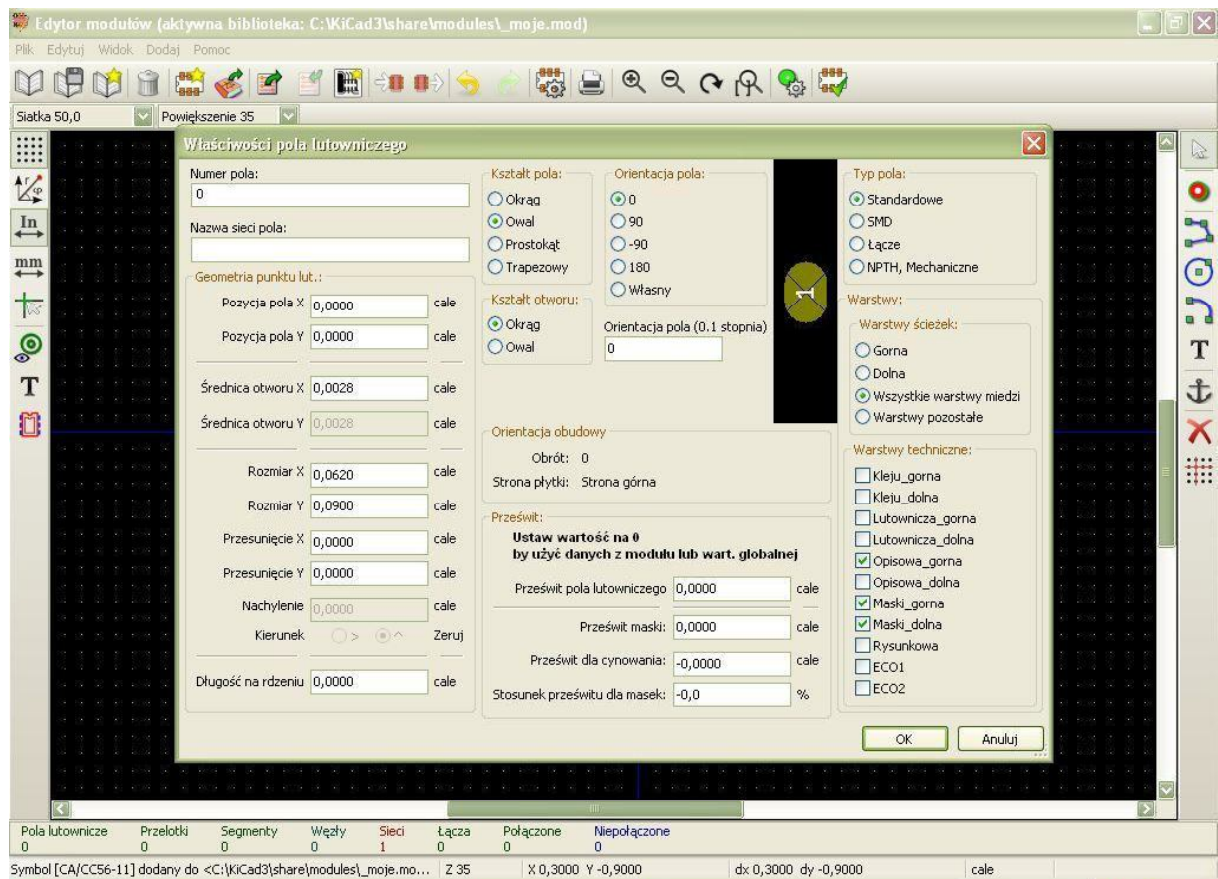 Edytor modułów (aktywna biblioteka: C:\KiCad3\share\modules\_moje.mod)
Plik Edytuj Widok Dodaj Pomoc
Siatka 50,0 Powiększenie 35
In
mm
T
T
Właściwości pola lutowniczego
Numer pola:
0
Nazwa sieci pola:
Geometria punktu lut.:
Pozycja pola X 0,0000 cale
Pozycja pola Y 0,0000 cale
Średnica otworu X 0,0028 cale
Średnica otworu Y 0,0028 cale
Rozmiar X 0,0620 cale
Rozmiar Y 0,0900 cale
Przesunięcie X 0,0000 cale
Przesunięcie Y 0,0000 cale
Nachylenie 0,0000 cale
Kierunek > ^ Zeruj
Długość na rdzeniu 0,0000 cale
Kształt pola:
Okrąg
Owal
Prostokąt
Trapezowy
Kształt otworu:
Okrąg
Owal
Orientacja pola:
0
90
-90
180
Własny
Orientacja pola (0.1 stopnia)
0
1
Orientacja obudowy
Obrót: 0
Strona płytki: Strona górna
Prześwit:
Ustaw wartość na 0
by użyć danych z modułu lub wart. globalnej
Prześwit pola lutowniczego 0,0000 cale
Prześwit maski: 0,0000 cale
Prześwit dla cynowania: -0,0000 cale
Stosunek prześwitu dla masek: -0,0 %
Typ pola:
Standardowe
SMD
Łącze
NPTH, Mechaniczne
Warstwy:
Warstwy ścieżek:
Gorna
Dolna
Wszystkie warstwy miedzi
Warstwy pozostałe
Warstwy techniczne:
Kleju_gorna
Kleju_dolna
Lutownicza_gorna
Lutownicza_dolna
Opisowa_gorna
Opisowa_dolna
Maski_gorna
Maski_dolna
Rysunkowa
ECO1
ECO2
OK Anuluj
Pola lutownicze Przelotki Segmenty Węzły Sieci Łącza Połączone Niepołączone
0 0 0 0 1 0 0 0
Symbol [CA/CC56-11] dodany do <C:\KiCad3\share\modules\_moje.mo... Z 35 X 0,3000 Y -0,9000 dx 0,3000 dy -0,9000 cale